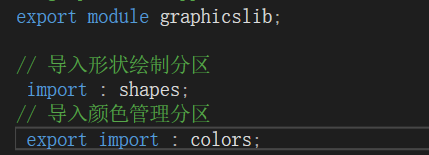 export module graphicslib;
// 导入形状绘制分区
import : shapes;
// 导入颜色管理分区
export import : colors;